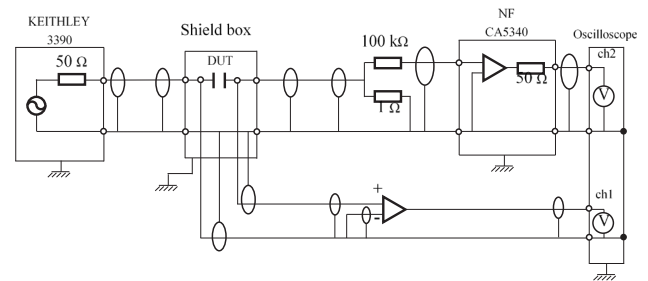 KEITHLEY
3390
50 Ω
Shield box
DUT
100 kΩ
1 Ω
NF
CA5340
50 Ω
Oscilloscope
ch2
V
+
-
ch1
V